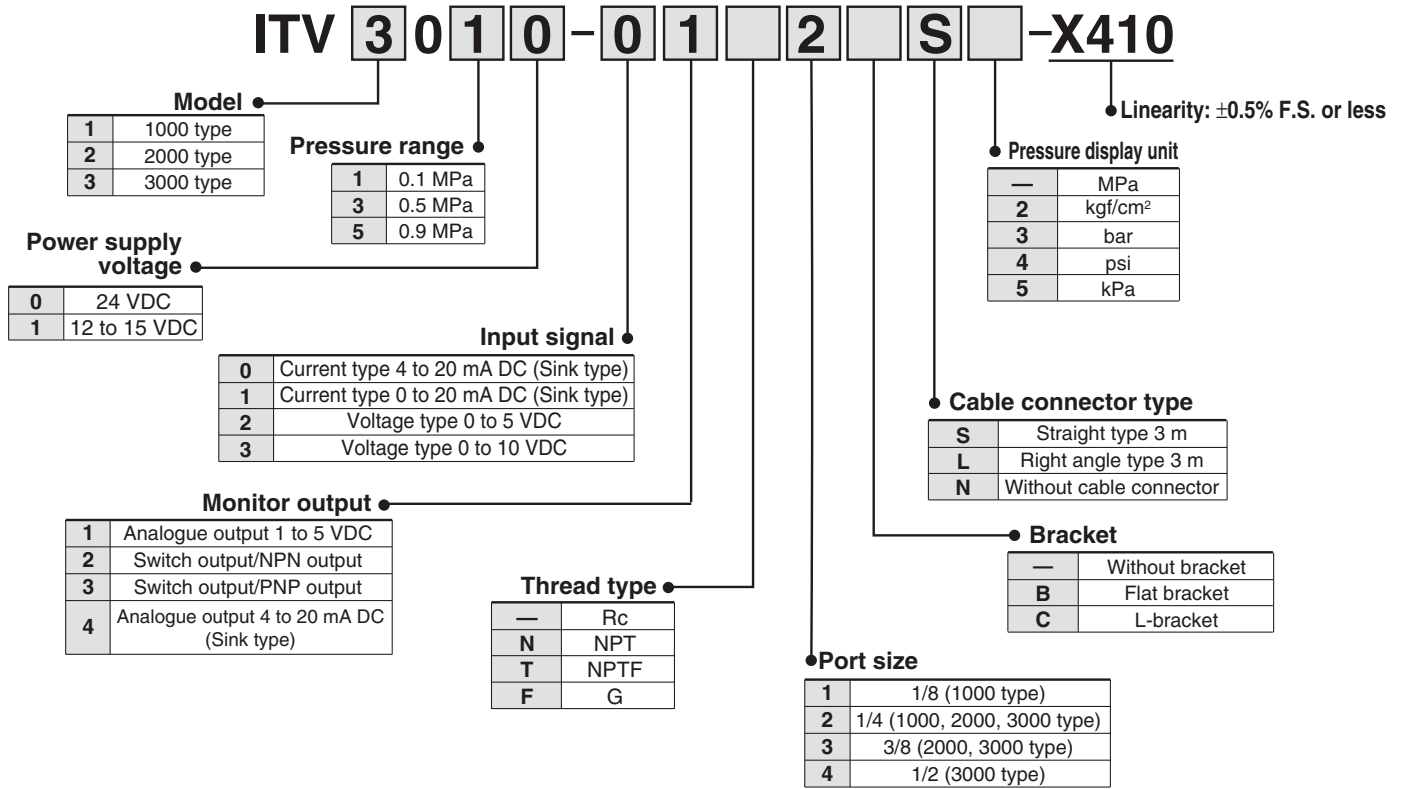 ITV 3 0 1 0 - 0 1 2 S -X410
Linearity: ±0.5% F.S. or less
Model
1 1000 type
2 2000 type
3 3000 type
Pressure range
1 0.1 MPa
3 0.5 MPa
5 0.9 MPa
Pressure display unit
— MPa
2 kgf/cm²
3 bar
4 psi
5 kPa
Power supply
voltage
0 24 VDC
1 12 to 15 VDC
Input signal
0 Current type 4 to 20 mA DC (Sink type)
1 Current type 0 to 20 mA DC (Sink type)
2 Voltage type 0 to 5 VDC
3 Voltage type 0 to 10 VDC
Cable connector type
S Straight type 3 m
L Right angle type 3 m
N Without cable connector
Monitor output
1 Analogue output 1 to 5 VDC
2 Switch output/NPN output
3 Switch output/PNP output
4 Analogue output 4 to 20 mA DC
(Sink type)
Bracket
— Without bracket
B Flat bracket
C L-bracket
Thread type
— Rc
N NPT
T NPTF
F G
Port size
1 1/8 (1000 type)
2 1/4 (1000, 2000, 3000 type)
3 3/8 (2000, 3000 type)
4 1/2 (3000 type)